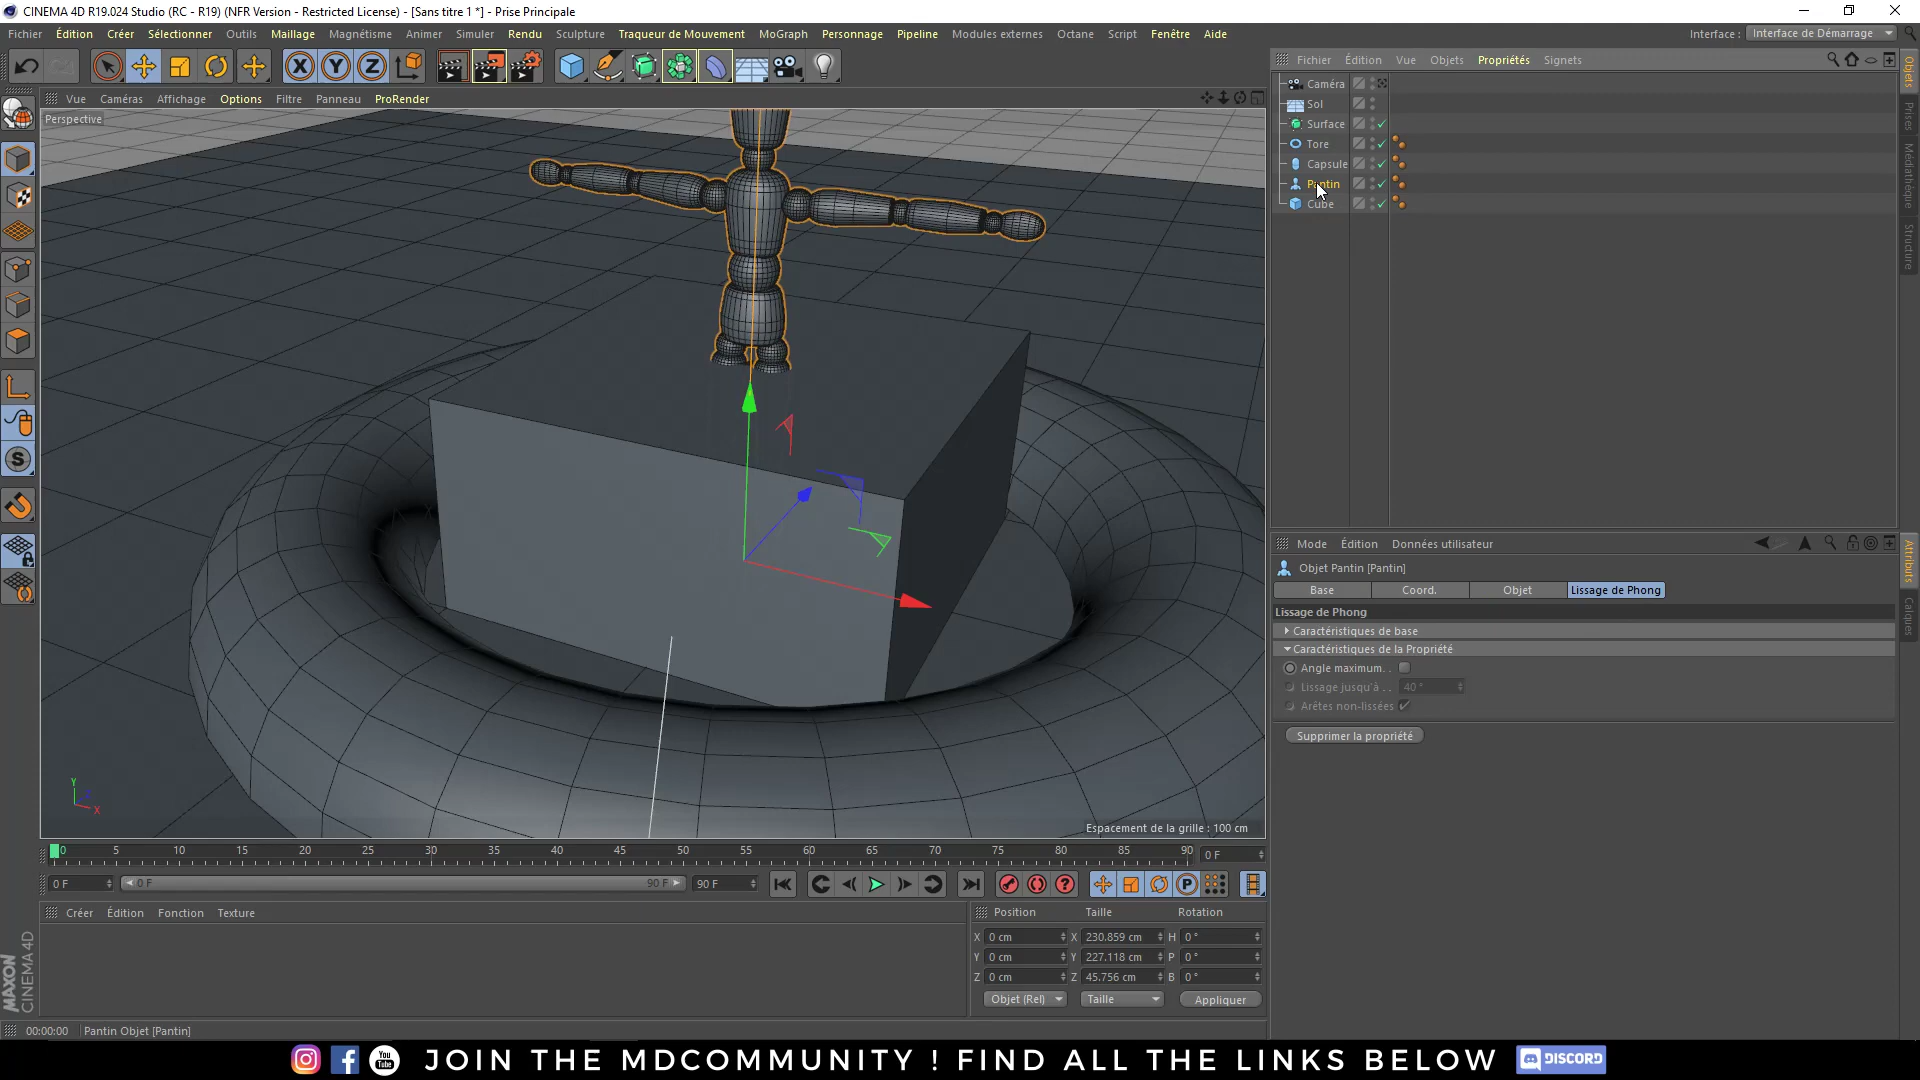 CINEMA 4D R19.024 Studio (RC - R19) (NFR Version - Restricted License) - [Sans titre 1 *] - Prise Principale
Fichier Édition Créer Sélectionner Outils Maillage Magnétisme Animer Simuler Rendu Sculpture Traqueur de Mouvement MoGraph Personnage Pipeline Modules externes Octane Script Fenêtre Aide Interface : Interface de Démarrage
Fichier Édition Vue Objets Propriétés Signets
Vue Caméras Affichage Options Filtre Panneau ProRender
Perspective
Caméra
Sol
Surface
Tore
Capsule
Pantin
Cube
Objets
Prises
Médiathèque
Structure
Mode Édition Données utilisateur
Objet Pantin [Pantin]
Base Coord. Objet Lissage de Phong
Lissage de Phong
Caractéristiques de base
Caractéristiques de la Propriété
Angle maximum. .
Lissage jusqu'à . . 40 °
Arêtes non-lissées
Supprimer la propriété
Attributs
Calques
Y
Z
X
Espacement de la grille : 100 cm
0 5 10 15 20 25 30 35 40 45 50 55 60 65 70 75 80 85 90 0 F
0 F 0 F 90 F 90 F
Créer Édition Fonction Texture
Position Taille Rotation
X 0 cm X 230.859 cm H 0 °
Y 0 cm Y 227.118 cm P 0 °
Z 0 cm Z 45.756 cm B 0 °
Objet (Rel) Taille Appliquer
MAXON
CINEMA 4D
00:00:00 Pantin Objet [Pantin]
You Tube JOIN THE MDCOMMUNITY ! FIND ALL THE LINKS BELOW DISCORD